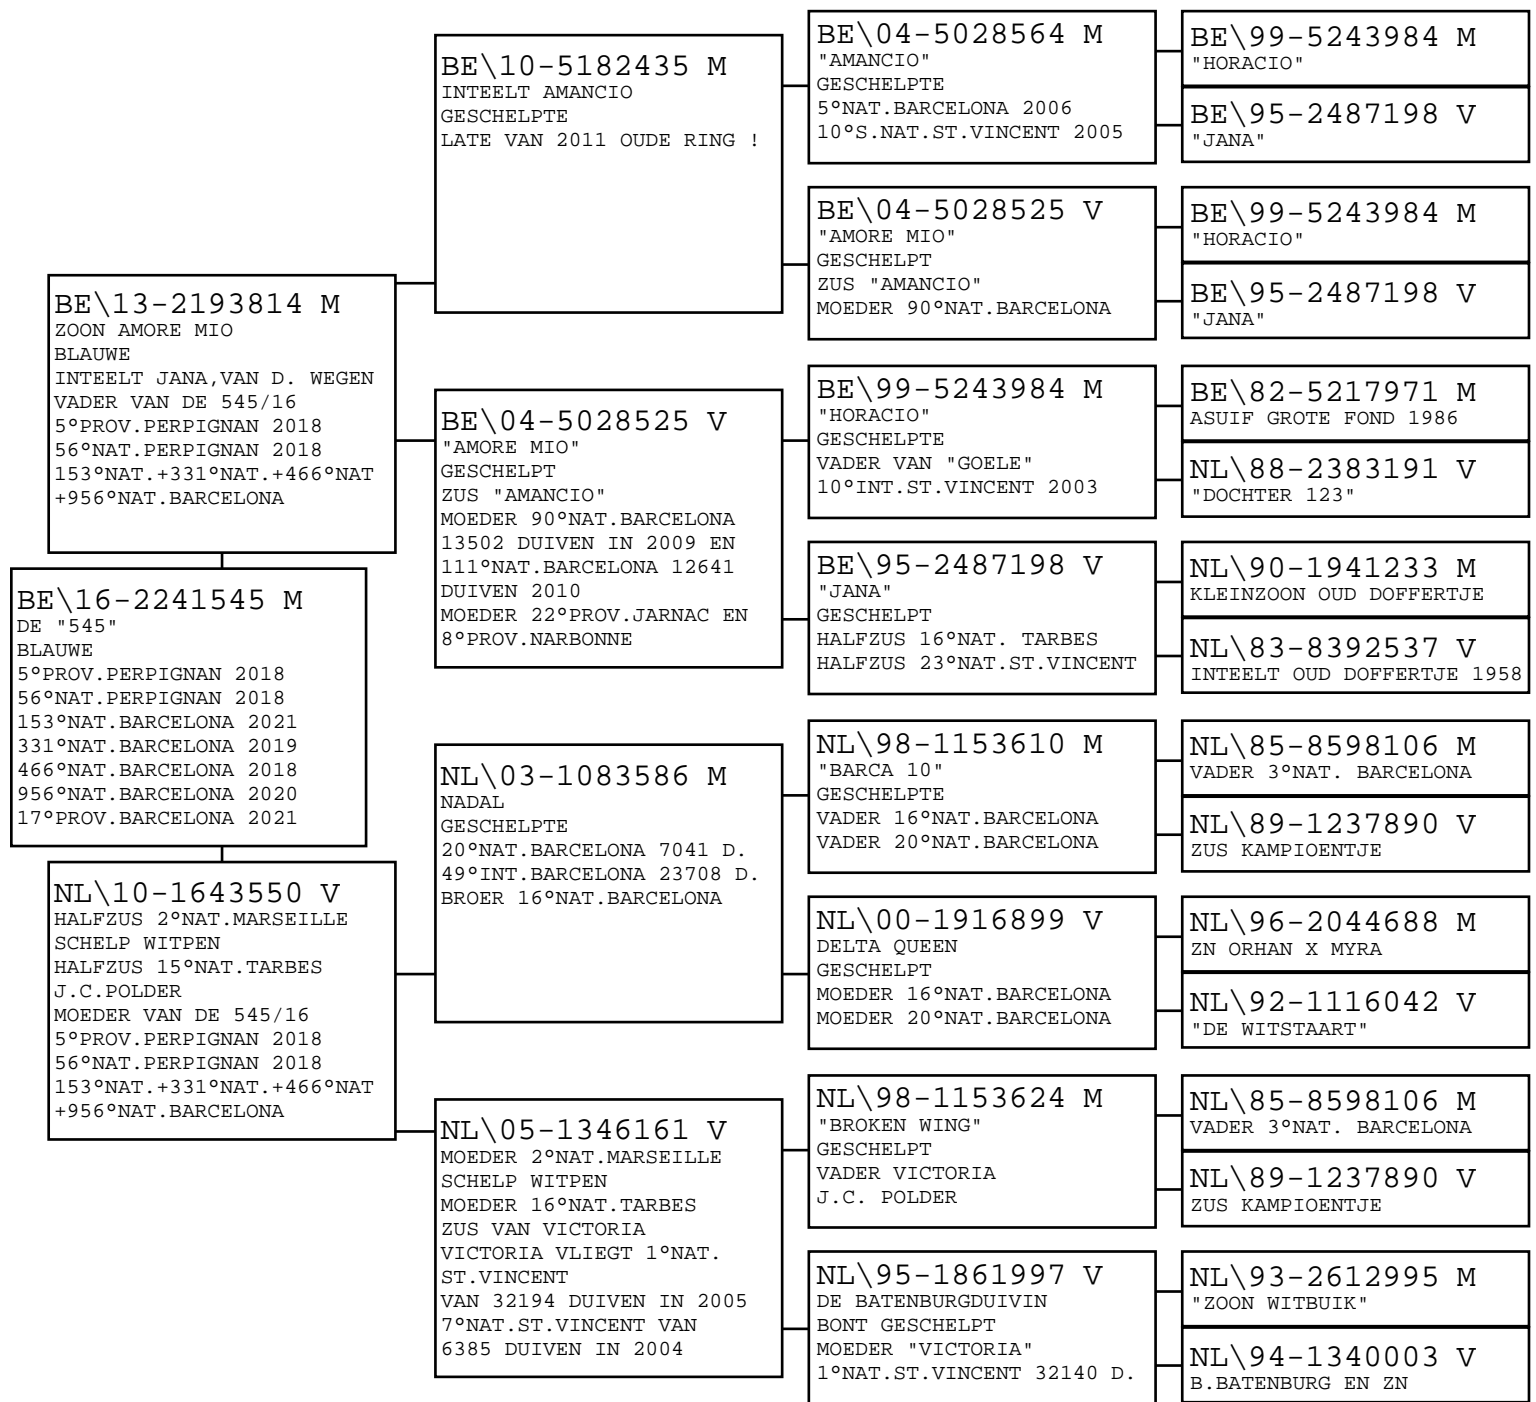 BE\16-2241545 M
DE "545"
BLAUWE
5°PROV.PERPIGNAN 2018
56°NAT.PERPIGNAN 2018
153°NAT.BARCELONA 2021
331°NAT.BARCELONA 2019
466°NAT.BARCELONA 2018
956°NAT.BARCELONA 2020
17°PROV.BARCELONA 2021
BE\13-2193814 M
ZOON AMORE MIO
BLAUWE
INTEELT JANA,VAN D. WEGEN
VADER VAN DE 545/16
5°PROV.PERPIGNAN 2018
56°NAT.PERPIGNAN 2018
153°NAT.+331°NAT.+466°NAT
+956°NAT.BARCELONA
NL\10-1643550 V
HALFZUS 2°NAT.MARSEILLE
SCHELP WITPEN
HALFZUS 15°NAT.TARBES
J.C.POLDER
MOEDER VAN DE 545/16
5°PROV.PERPIGNAN 2018
56°NAT.PERPIGNAN 2018
153°NAT.+331°NAT.+466°NAT
+956°NAT.BARCELONA
BE\10-5182435 M
INTEELT AMANCIO
GESCHELPTE
LATE VAN 2011 OUDE RING !
BE\04-5028525 V
"AMORE MIO"
GESCHELPT
ZUS "AMANCIO"
MOEDER 90°NAT.BARCELONA
13502 DUIVEN IN 2009 EN
111°NAT.BARCELONA 12641
DUIVEN 2010
MOEDER 22°PROV.JARNAC EN
8°PROV.NARBONNE
NL\03-1083586 M
NADAL
GESCHELPTE
20°NAT.BARCELONA 7041 D.
49°INT.BARCELONA 23708 D.
BROER 16°NAT.BARCELONA
NL\05-1346161 V
MOEDER 2°NAT.MARSEILLE
SCHELP WITPEN
MOEDER 16°NAT.TARBES
ZUS VAN VICTORIA
VICTORIA VLIEGT 1°NAT.
ST.VINCENT
VAN 32194 DUIVEN IN 2005
7°NAT.ST.VINCENT VAN
6385 DUIVEN IN 2004
BE\04-5028564 M
"AMANCIO"
GESCHELPTE
5°NAT.BARCELONA 2006
10°S.NAT.ST.VINCENT 2005
BE\04-5028525 V
"AMORE MIO"
GESCHELPT
ZUS "AMANCIO"
MOEDER 90°NAT.BARCELONA
BE\99-5243984 M
"HORACIO"
GESCHELPTE
VADER VAN "GOELE"
10°INT.ST.VINCENT 2003
BE\95-2487198 V
"JANA"
GESCHELPT
HALFZUS 16°NAT. TARBES
HALFZUS 23°NAT.ST.VINCENT
NL\98-1153610 M
"BARCA 10"
GESCHELPTE
VADER 16°NAT.BARCELONA
VADER 20°NAT.BARCELONA
NL\00-1916899 V
DELTA QUEEN
GESCHELPT
MOEDER 16°NAT.BARCELONA
MOEDER 20°NAT.BARCELONA
NL\98-1153624 M
"BROKEN WING"
GESCHELPT
VADER VICTORIA
J.C. POLDER
NL\95-1861997 V
DE BATENBURGDUIVIN
BONT GESCHELPT
MOEDER "VICTORIA"
1°NAT.ST.VINCENT 32140 D.
BE\99-5243984 M
"HORACIO"
BE\95-2487198 V
"JANA"
BE\99-5243984 M
"HORACIO"
BE\95-2487198 V
"JANA"
BE\82-5217971 M
ASUIF GROTE FOND 1986
NL\88-2383191 V
"DOCHTER 123"
NL\90-1941233 M
KLEINZOON OUD DOFFERTJE
NL\83-8392537 V
INTEELT OUD DOFFERTJE 1958
NL\85-8598106 M
VADER 3°NAT. BARCELONA
NL\89-1237890 V
ZUS KAMPIOENTJE
NL\96-2044688 M
ZN ORHAN X MYRA
NL\92-1116042 V
"DE WITSTAART"
NL\85-8598106 M
VADER 3°NAT. BARCELONA
NL\89-1237890 V
ZUS KAMPIOENTJE
NL\93-2612995 M
"ZOON WITBUIK"
NL\94-1340003 V
B.BATENBURG EN ZN